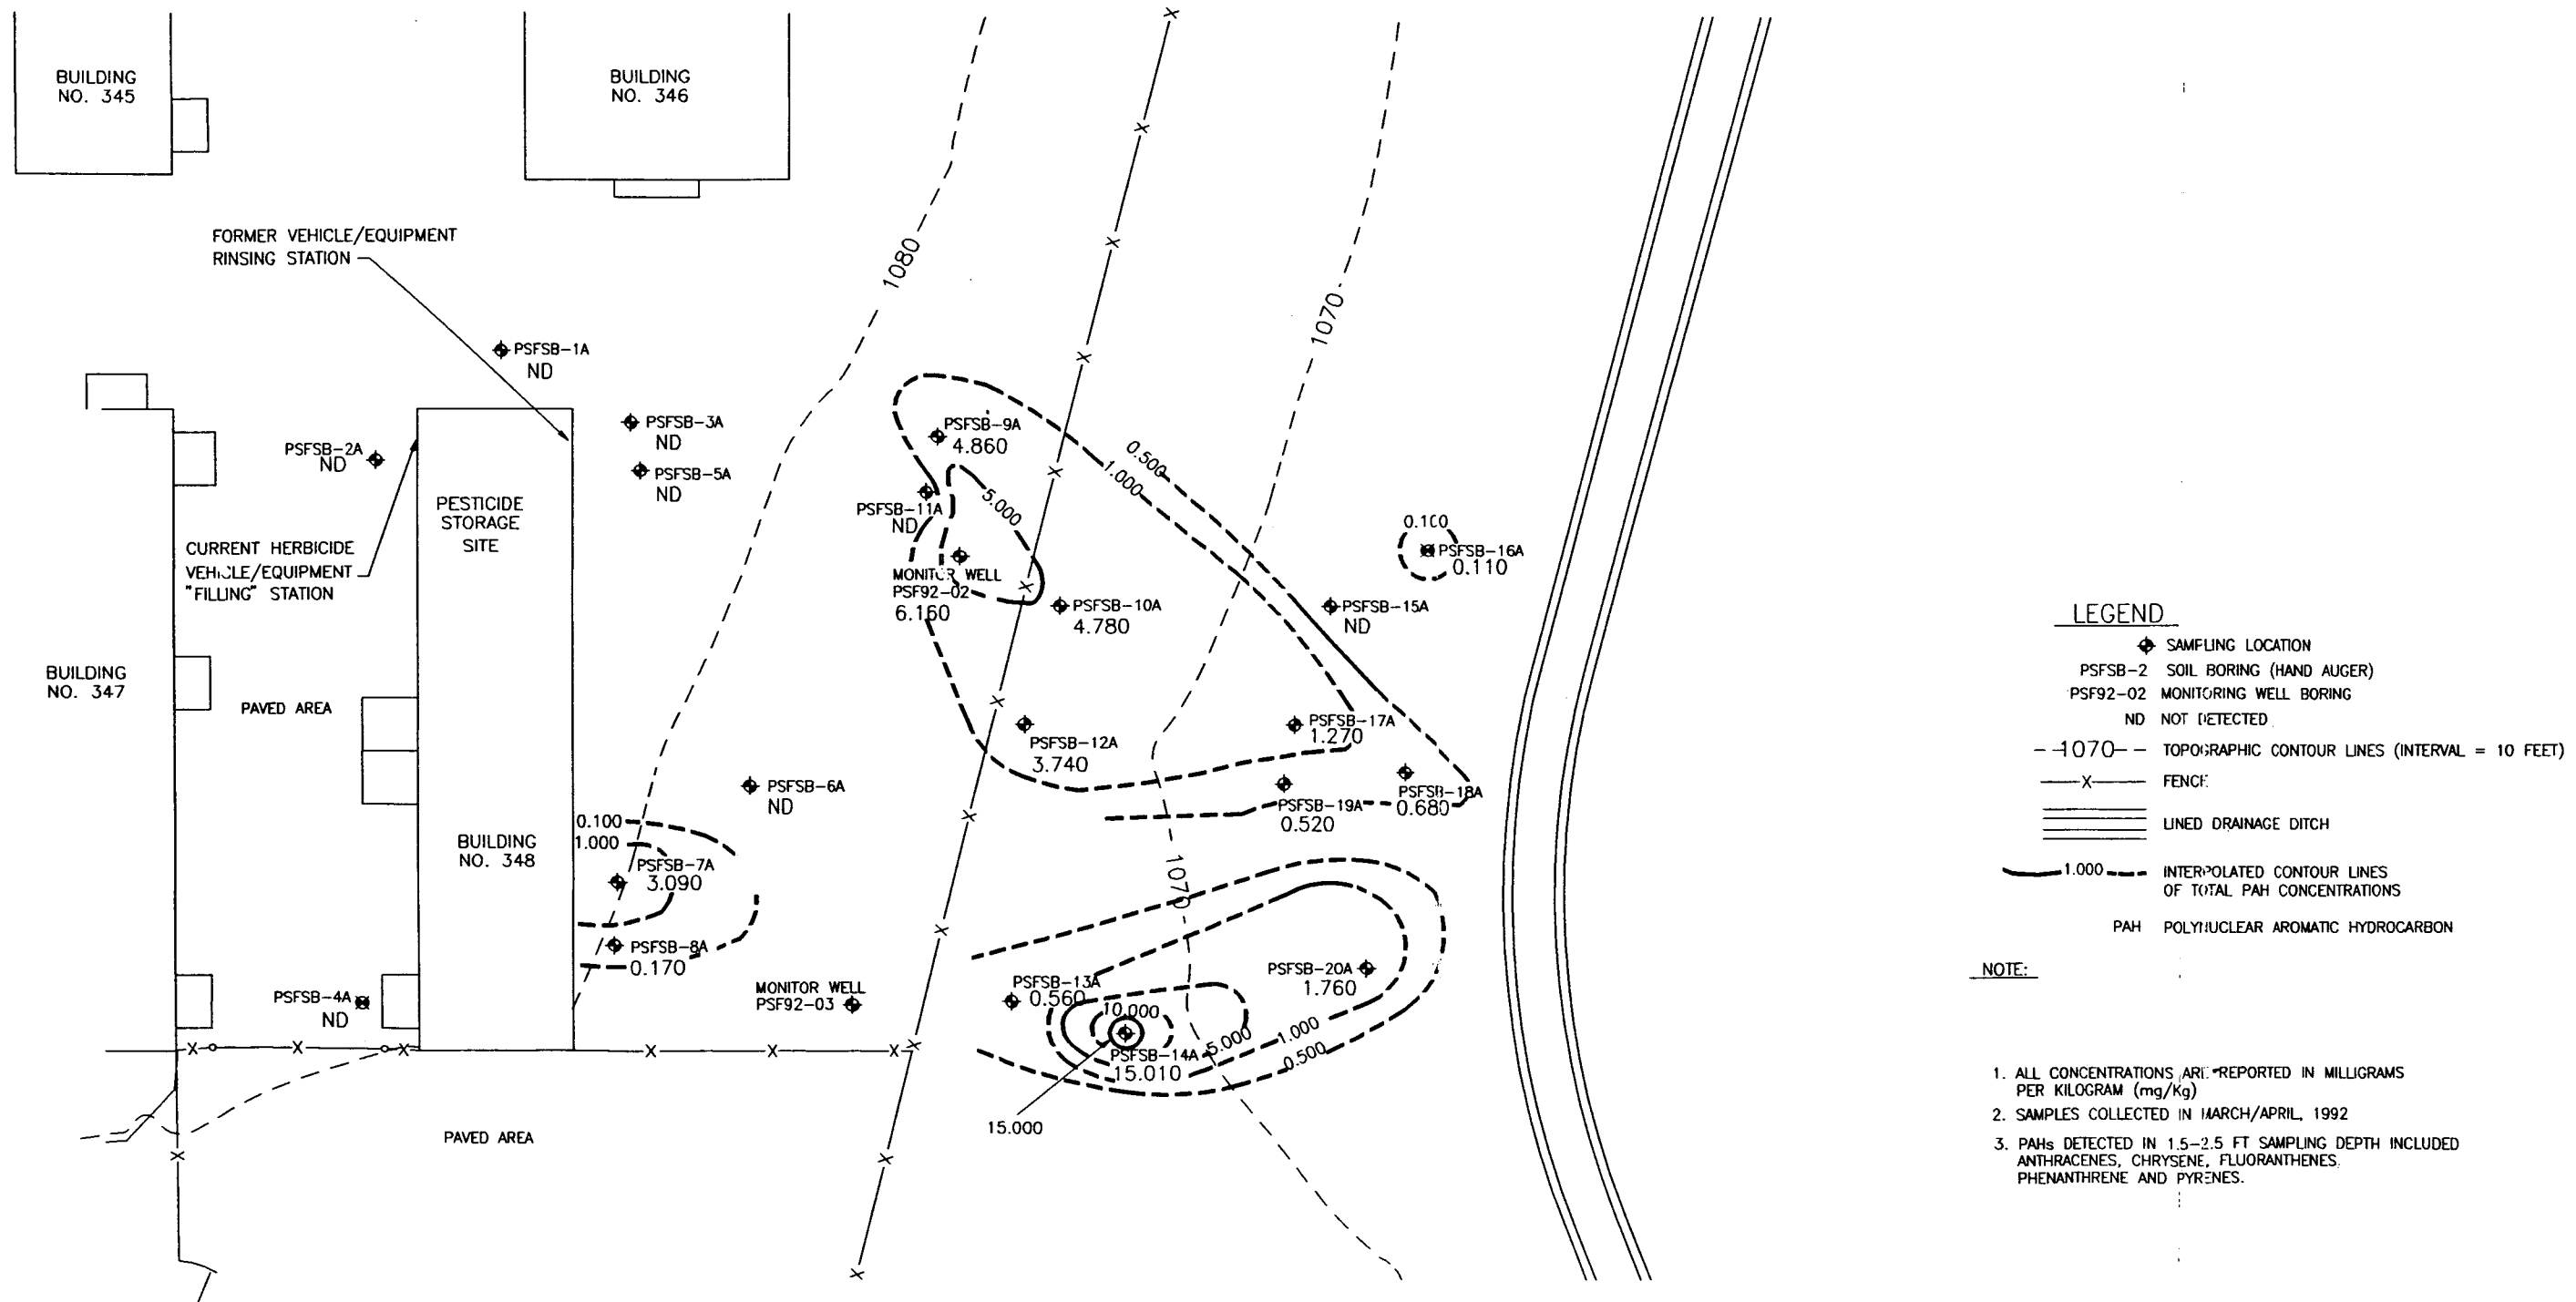 BUILDING
NO. 345
BUILDING
NO. 346
FORMER VEHICLE/EQUIPMENT
RINSING STATION
1080
1070
PSFSB-1A
ND
PSFSB-2A
ND
PSFSB-3A
ND
PSFSB-5A
ND
PESTICIDE
STORAGE
SITE
CURRENT HERBICIDE
VEHICLE/EQUIPMENT
"FILLING" STATION
PSFSB-9A
4.860
0.500
1.000
5.000
PSFSB-11A
ND
MONITOR WELL
PSF92-02
6.160
PSFSB-10A
4.780
0.100
PSFSB-16A
0.110
PSFSB-15A
ND
BUILDING
NO. 347
PAVED AREA
PSFSB-12A
3.740
PSFSB-17A
1.270
PSFSB-6A
ND
PSFSB-19A
0.520
PSFSB-18A
0.680
BUILDING
NO. 348
0.100
1.000
PSFSB-7A
3.090
PSFSB-8A
0.170
1070
PSFSB-4A
ND
MONITOR WELL
PSF92-03
PSFSB-13A
0.560
PSFSB-20A
1.760
10.000
PSFSB-14A
15.010
5.000
1.000
0.500
15.000
PAVED AREA
LEGEND
SAMPLING LOCATION
PSFSB-2 SOIL BORING (HAND AUGER)
PSF92-02 MONITORING WELL BORING
ND NOT DETECTED
1070 TOPOGRAPHIC CONTOUR LINES (INTERVAL = 10 FEET)
X FENCE
LINED DRAINAGE DITCH
1.000 INTERPOLATED CONTOUR LINES
OF TOTAL PAH CONCENTRATIONS
PAH POLYNUCLEAR AROMATIC HYDROCARBON
NOTE:
1. ALL CONCENTRATIONS ARE REPORTED IN MILLIGRAMS
PER KILOGRAM (mg/Kg)
2. SAMPLES COLLECTED IN MARCH/APRIL, 1992
3. PAHs DETECTED IN 1.5-2.5 FT SAMPLING DEPTH INCLUDED
ANTHRACENES, CHRYSENE, FLUORANTHENES,
PHENANTHRENE AND PYRENES.